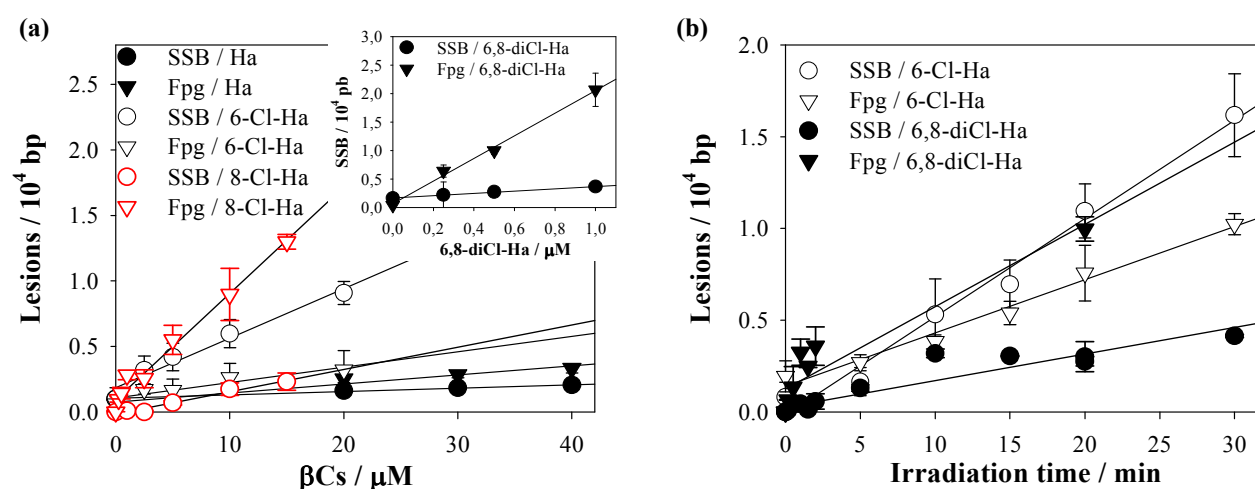 (a)
Lesions / 10⁴ bp
2.5
2.0
1.5
1.0
0.5
0.0
SSB / Ha
Fpg / Ha
SSB / 6-Cl-Ha
Fpg / 6-Cl-Ha
SSB / 8-Cl-Ha
Fpg / 8-Cl-Ha
0 10 20 30 40
βCs / μM
SSB / 10⁴ pb
3,0
2,5
2,0
1,5
1,0
0,5
0,0
SSB / 6,8-diCl-Ha
Fpg / 6,8-diCl-Ha
0,0 0,2 0,4 0,6 0,8 1,0
6,8-diCl-Ha / μM
(b)
Lesions / 10⁴ bp
2.0
1.5
1.0
0.5
0.0
SSB / 6-Cl-Ha
Fpg / 6-Cl-Ha
SSB / 6,8-diCl-Ha
Fpg / 6,8-diCl-Ha
0 5 10 15 20 25 30
Irradiation time / min